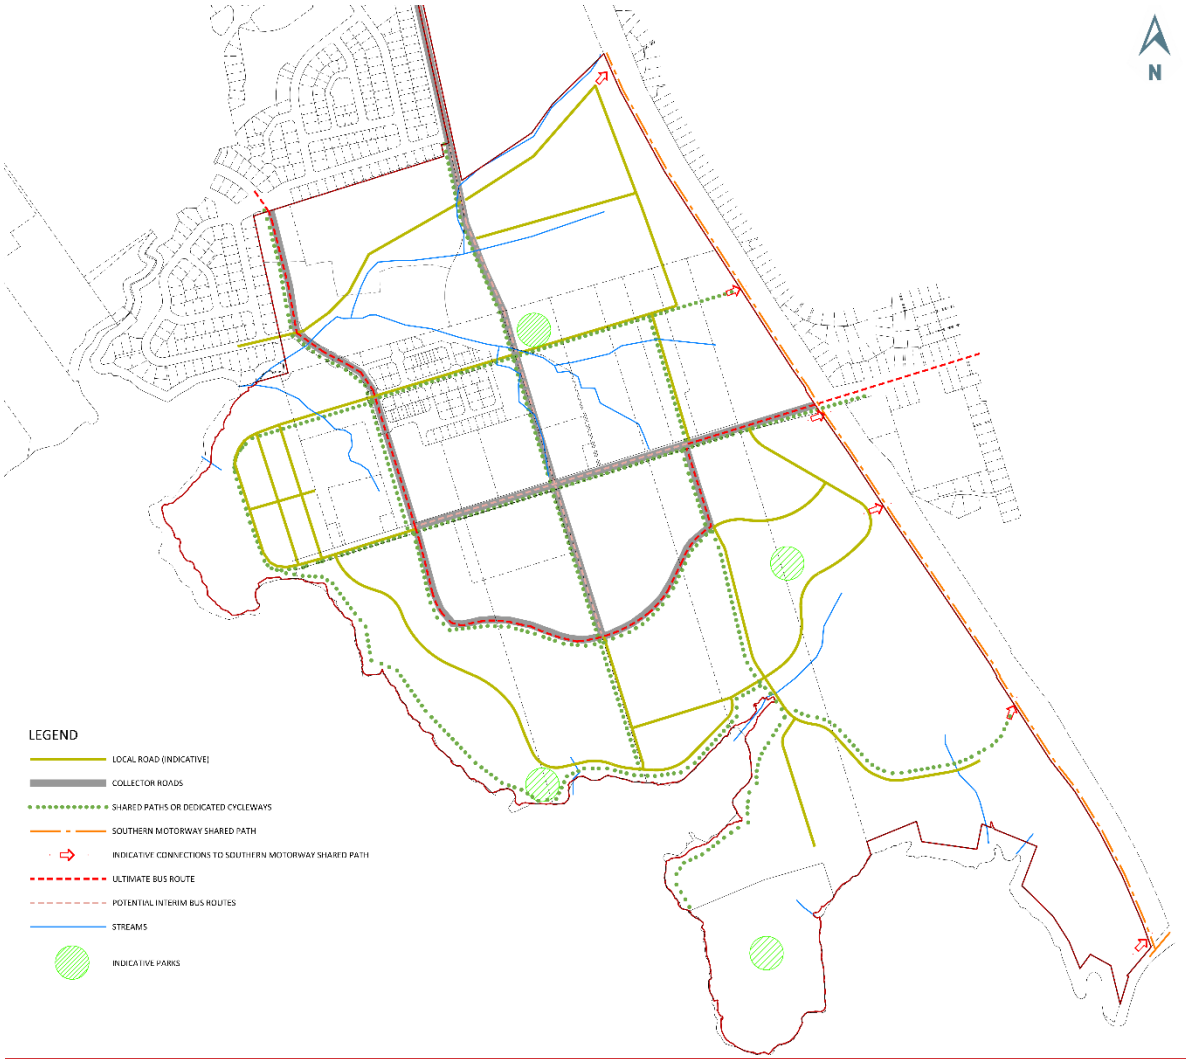 N
LEGEND
LOCAL ROAD (INDICATIVE)
COLLECTOR ROADS
SHARED PATHS OR DEDICATED CYCLEWAYS
SOUTHERN MOTORWAY SHARED PATH
INDICATIVE CONNECTIONS TO SOUTHERN MOTORWAY SHARED PATH
ULTIMATE BUS ROUTE
POTENTIAL INTERIM BUS ROUTES
STREAMS
INDICATIVE PARKS